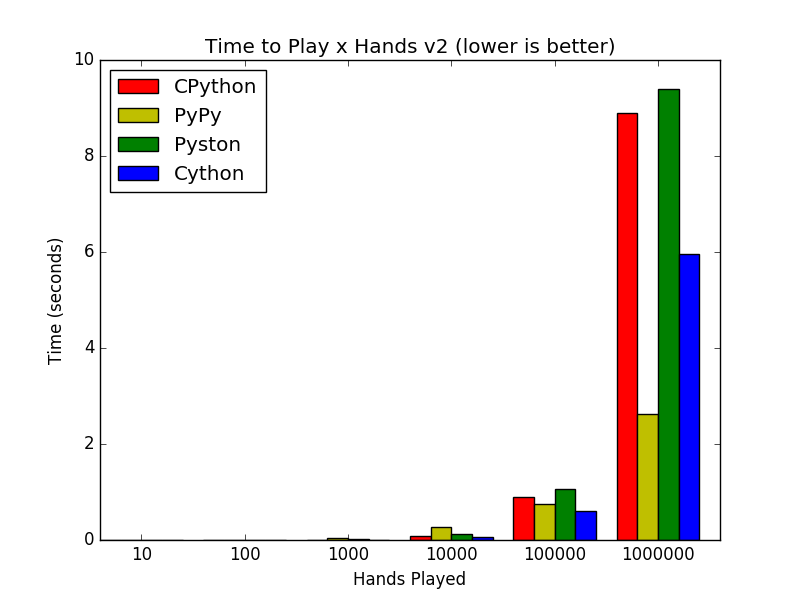 Time to Play x Hands v2 (lower is better)
10
8
6
4
2
0
Time (seconds)
CPython
PyPy
Pyston
Cython
10 100 1000 10000 100000 1000000
Hands Played